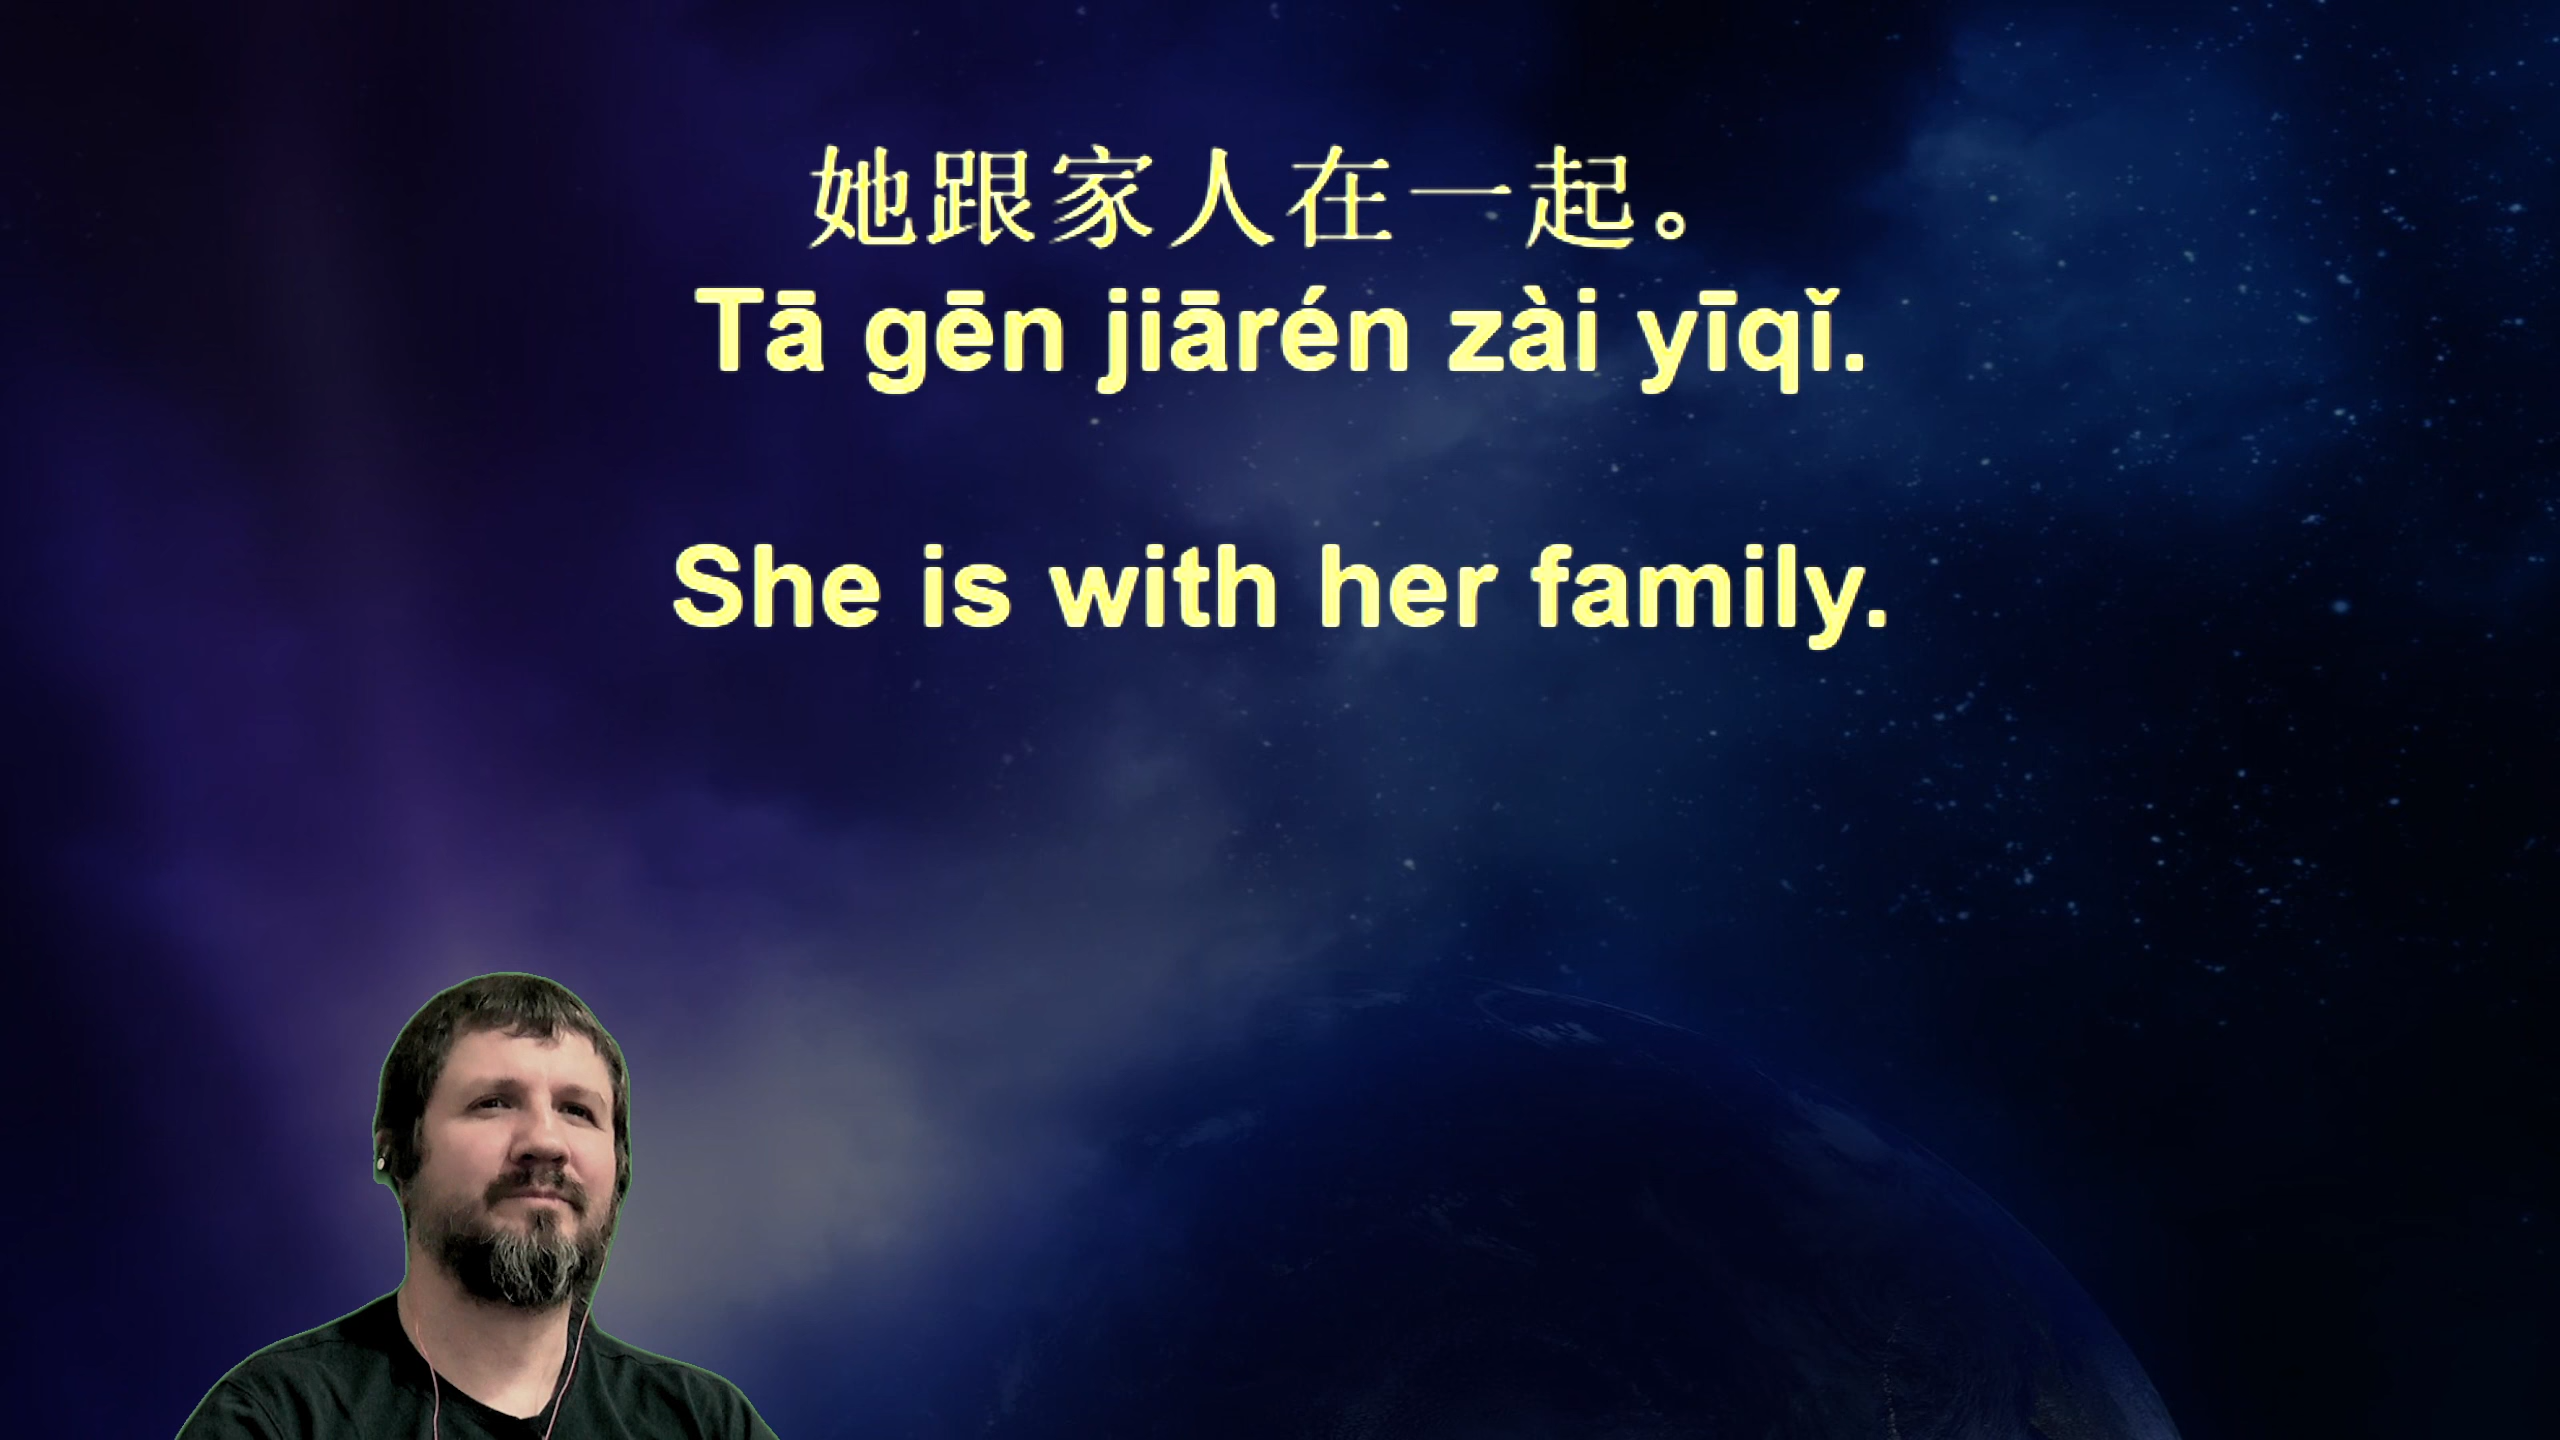 她跟家人在一起。
Tā gēn jiārén zài yīqǐ.
She is with her family.